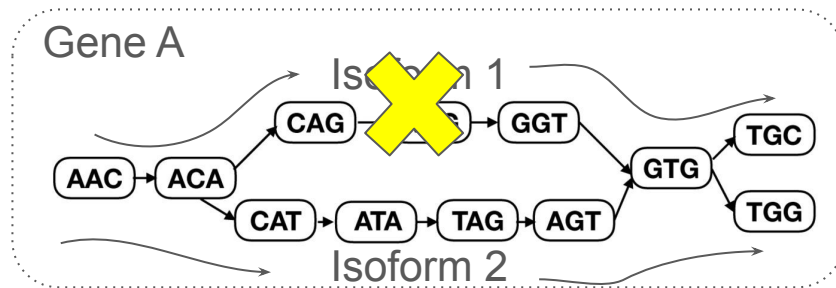 Gene A
Isoform 1
CAG GGT
TGC
AAC ACA GTG
CAT ATA TAG AGT TGG
Isoform 2